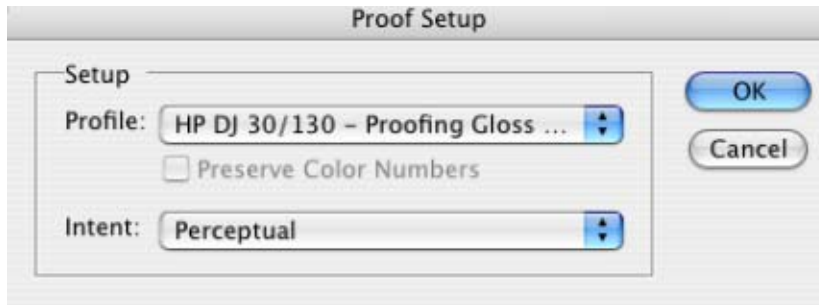 Proof Setup
Setup
Profile: HP DJ 30/130 – Proofing Gloss ...
Preserve Color Numbers
Intent: Perceptual
OK
Cancel